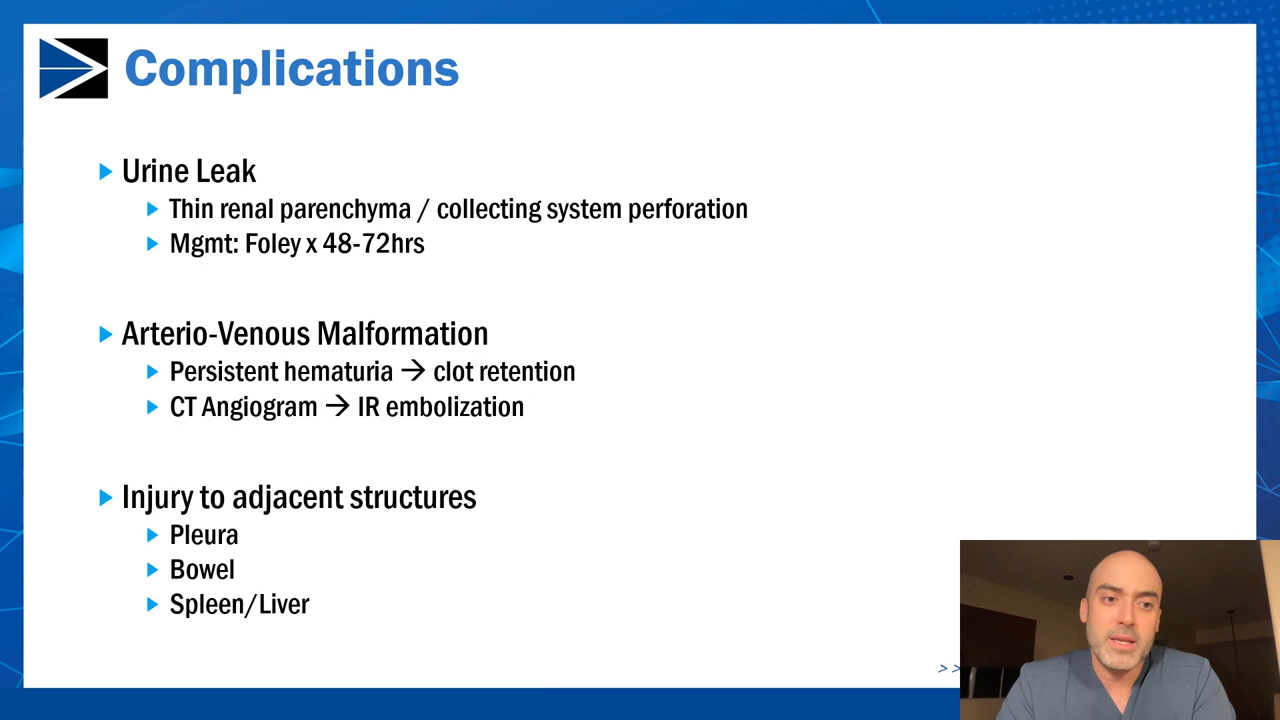 Complications
Urine Leak
Thin renal parenchyma / collecting system perforation
Mgmt: Foley x 48-72hrs
Arterio-Venous Malformation
Persistent hematuria → clot retention
CT Angiogram → IR embolization
Injury to adjacent structures
Pleura
Bowel
Spleen/Liver
>>